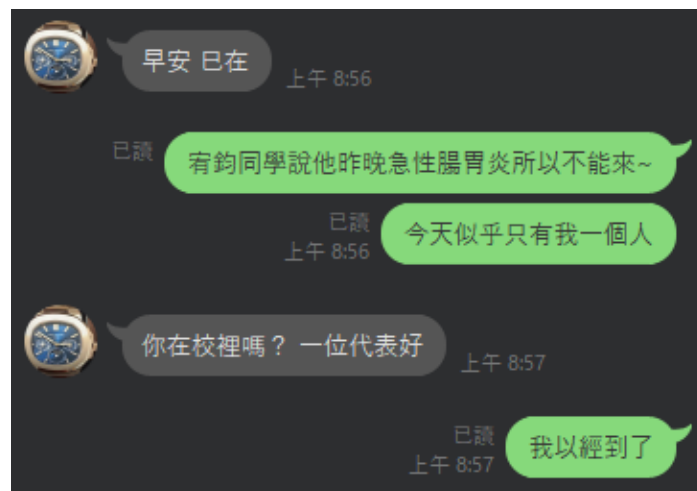 早安 已在
上午 8:56
已讀
宥鈞同學說他昨晚急性腸胃炎所以不能來~
已讀
上午 8:56
今天似乎只有我一個人
你在校裡嗎？ 一位代表好
上午 8:57
已讀
上午 8:57
我以經到了